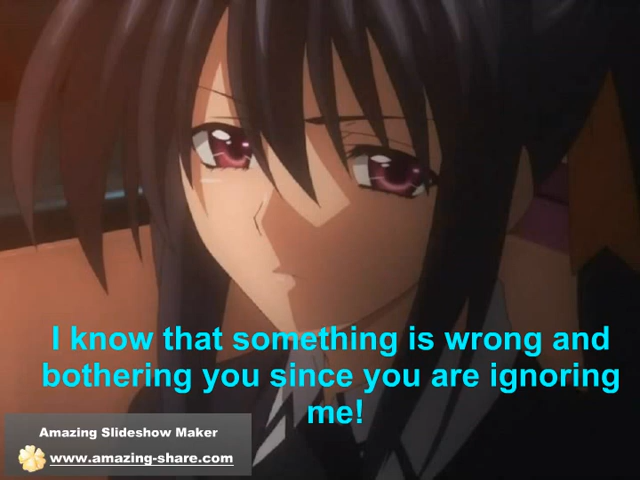 I know that something is wrong and
bothering you since you are ignoring
me!
Amazing Slideshow Maker
www.amazing-share.com